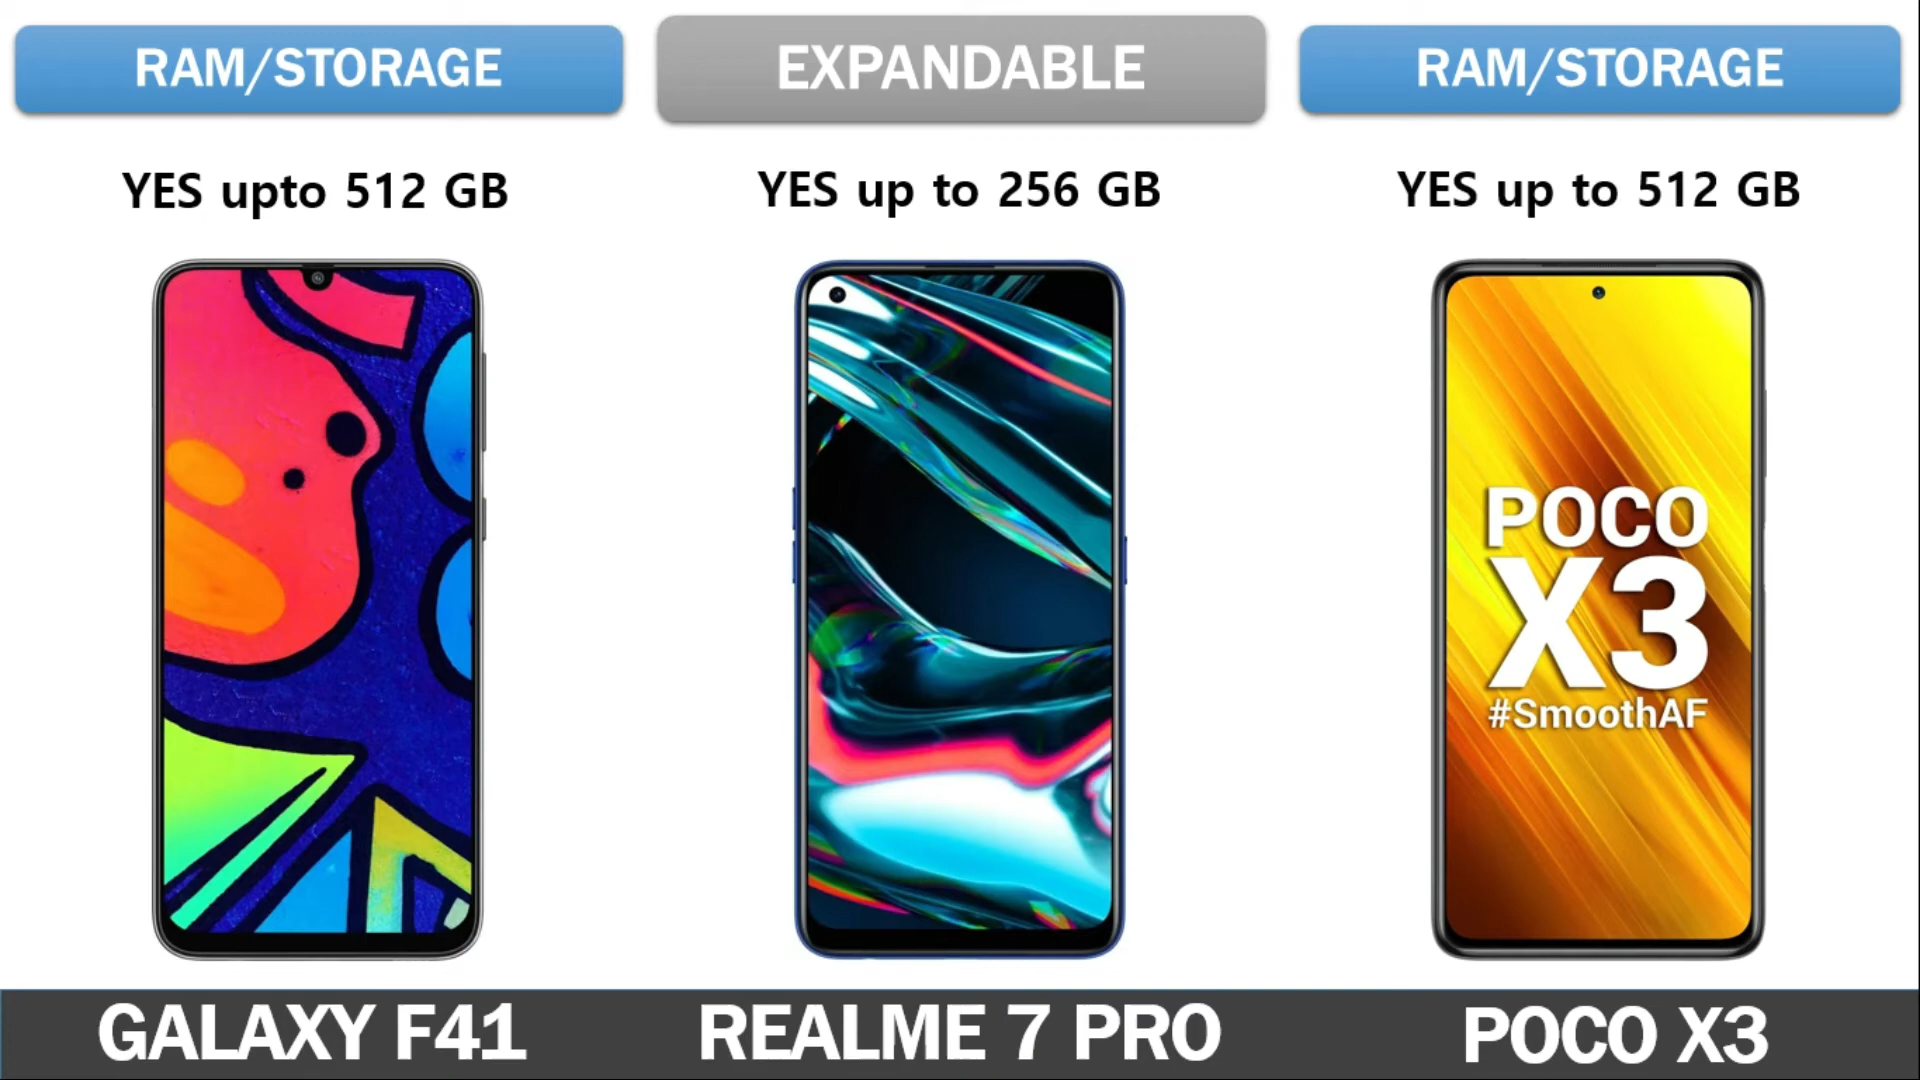 RAM/STORAGE
EXPANDABLE
RAM/STORAGE
YES upto 512 GB
YES up to 256 GB
YES up to 512 GB
POCO
X3
#SmoothAF
GALAXY F41
REALME 7 PRO
POCO X3